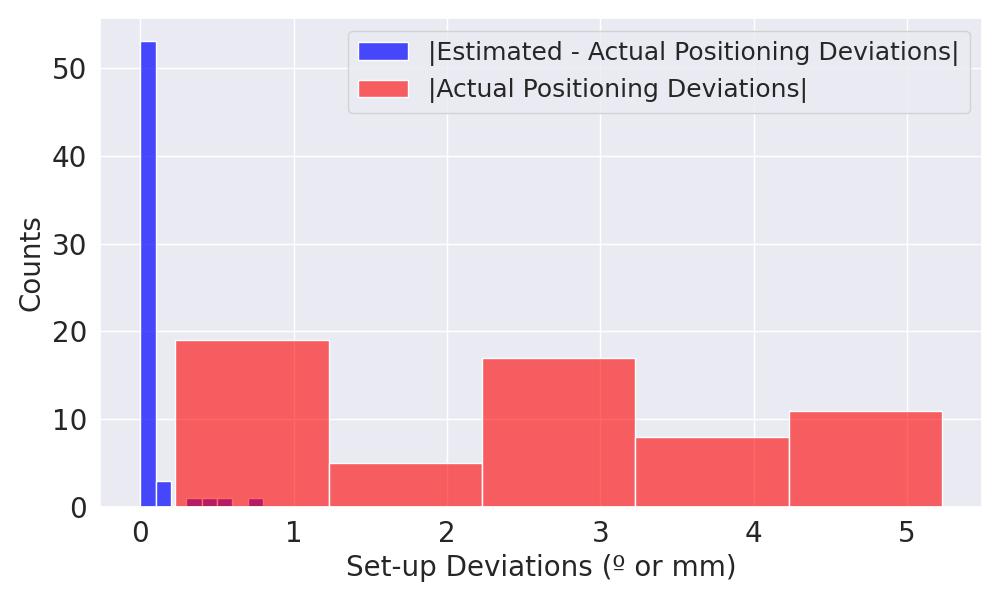 |Estimated - Actual Positioning Deviations|
|Actual Positioning Deviations|
50
40
30
20
10
0
Counts
0 1 2 3 4 5
Set-up Deviations (º or mm)